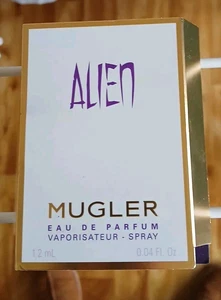 ALIEN
MUGLER
EAU DE PARFUM
VAPORISATEUR - SPRAY
1.2 mL 0.04 Fl. Oz